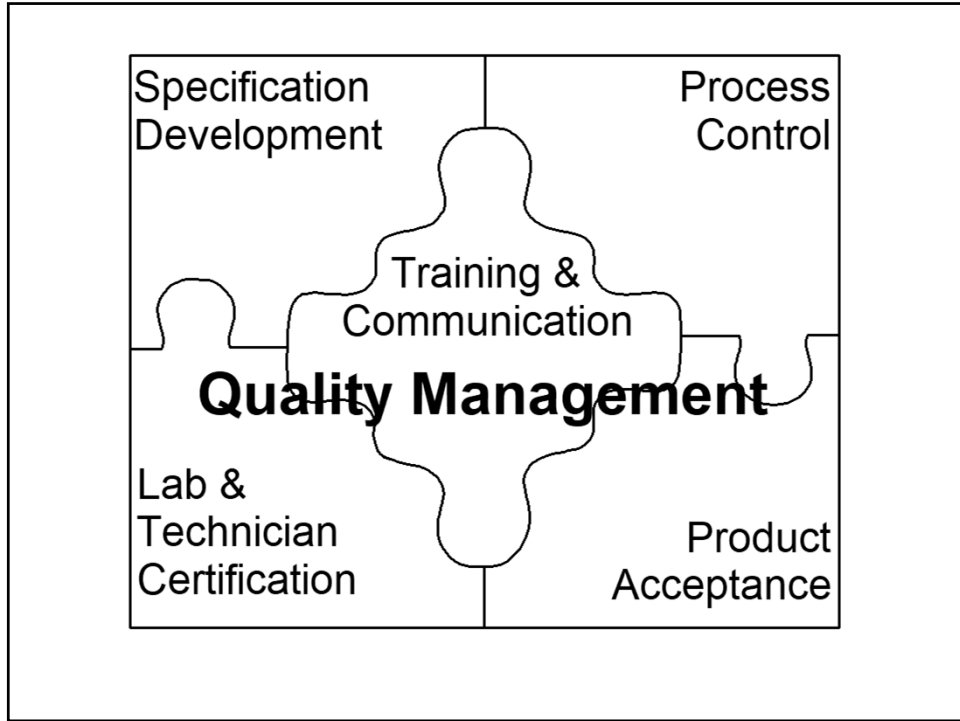 Specification
Development
Process
Control
Training &
Communication
Quality Management
Lab &
Technician
Certification
Product
Acceptance